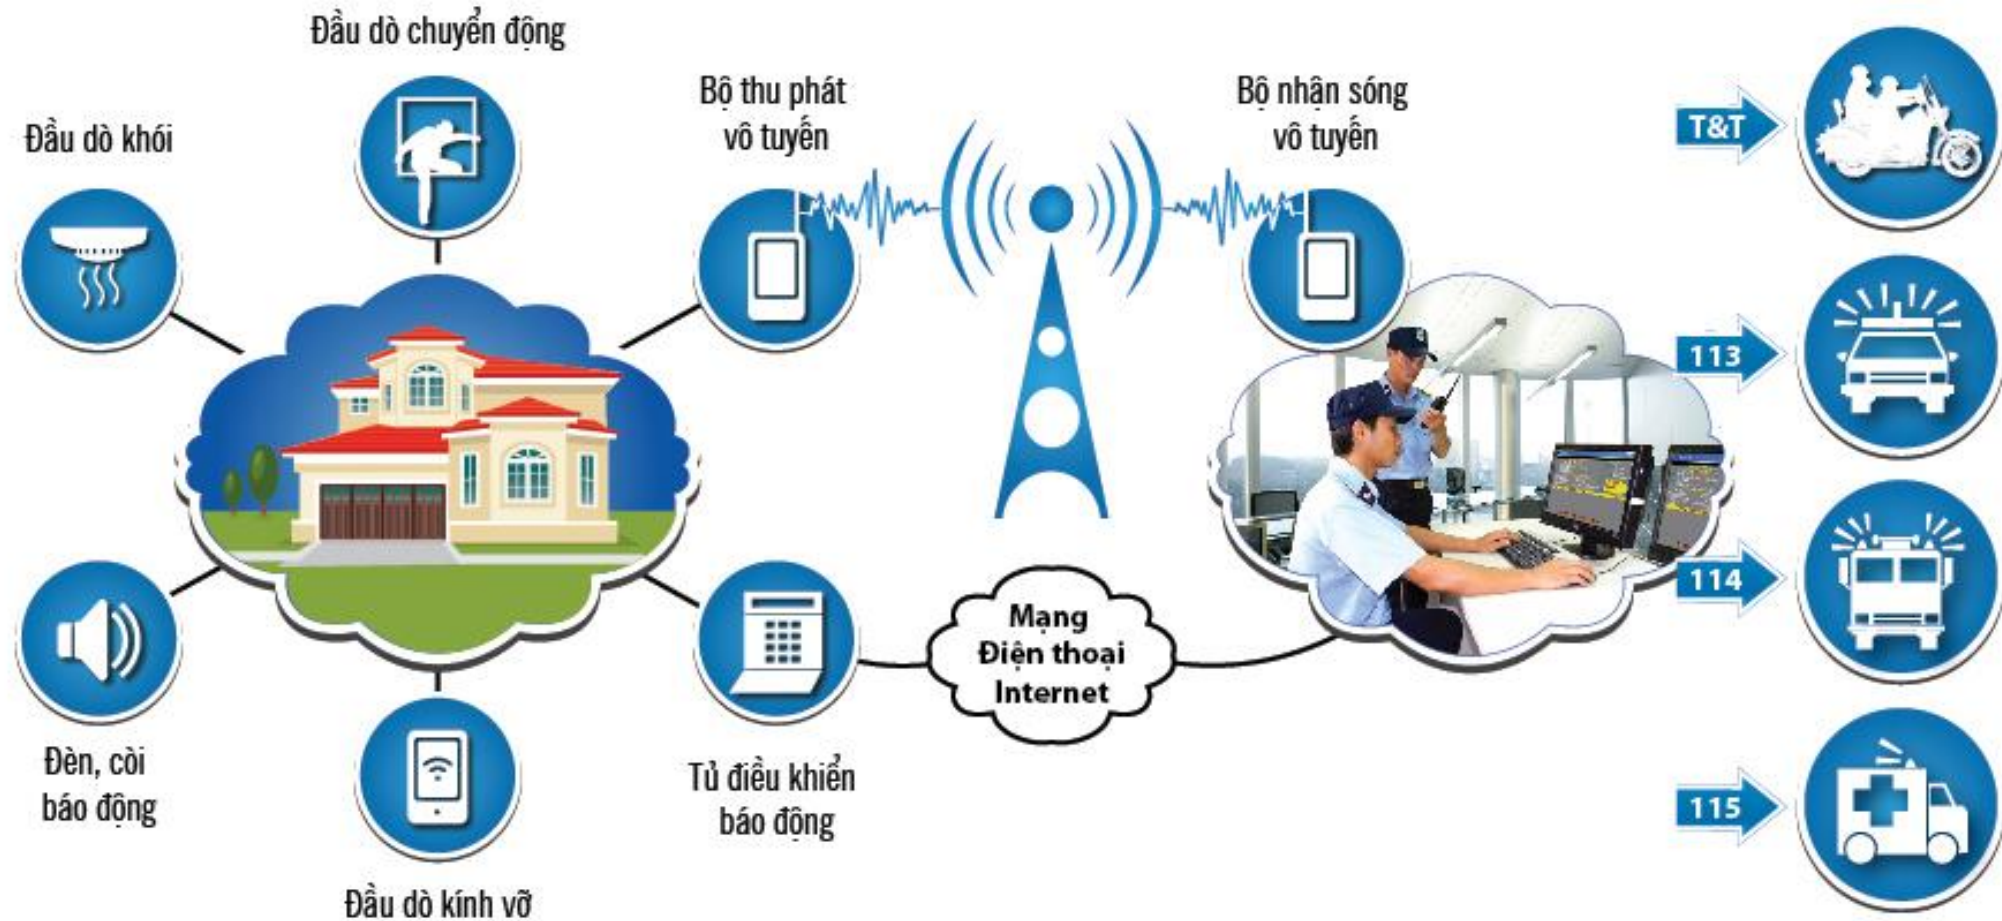 Đầu dò chuyển động
Đầu dò khói
Bộ thu phát
vô tuyến
Bộ nhận sóng
vô tuyến
T&T
113
114
115
Mạng
Điện thoại
Internet
Đèn, còi
báo động
Tủ điều khiển
báo động
Đầu dò kính vỡ